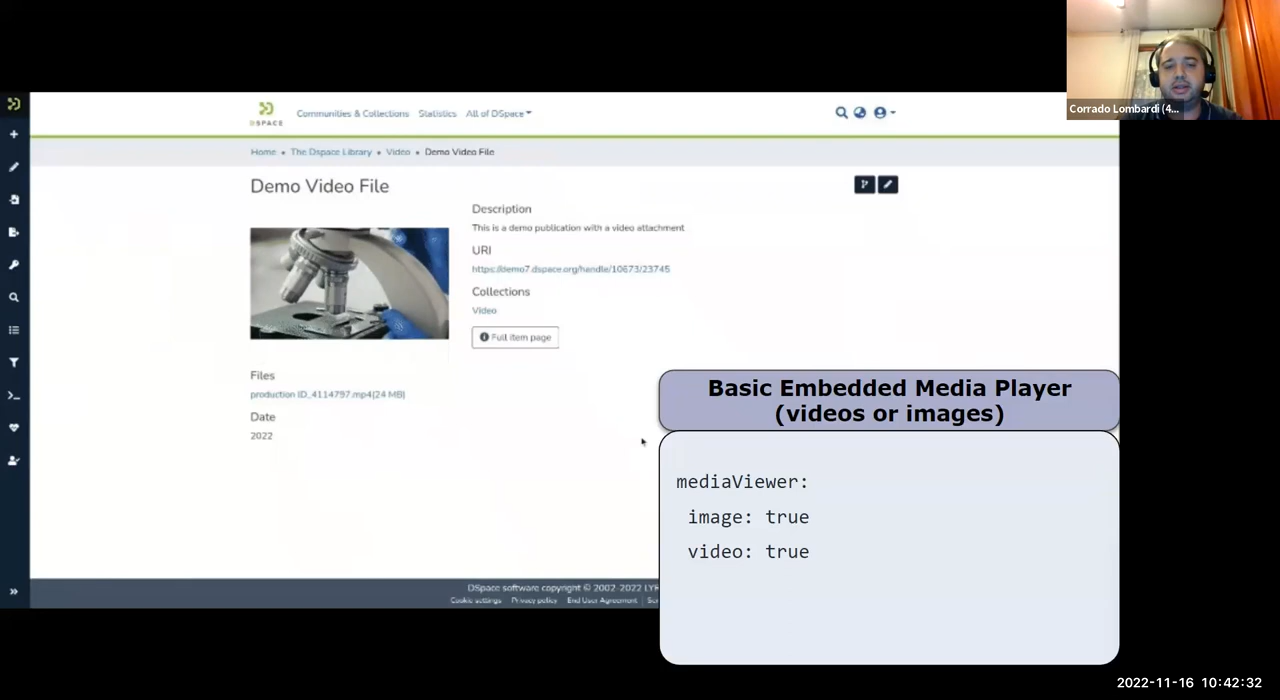 Corrado Lombardi (4...
DSPACE
Communities & Collections Statistics All of DSpace
Home • The Dspace Library • Video • Demo Video File
Demo Video File
Description
This is a demo publication with a video attachment
URI
https://demo7.dspace.org/handle/10673/23745
Collections
Video
Full item page
Files
production ID_4114797.mp4(24 MB)
Date
2022
Basic Embedded Media Player
(videos or images)
mediaViewer:
image: true
video: true
DSpace software copyright © 2002-2022 LY
Cookie settings Privacy policy End User Agreement
2022-11-16 10:42:32